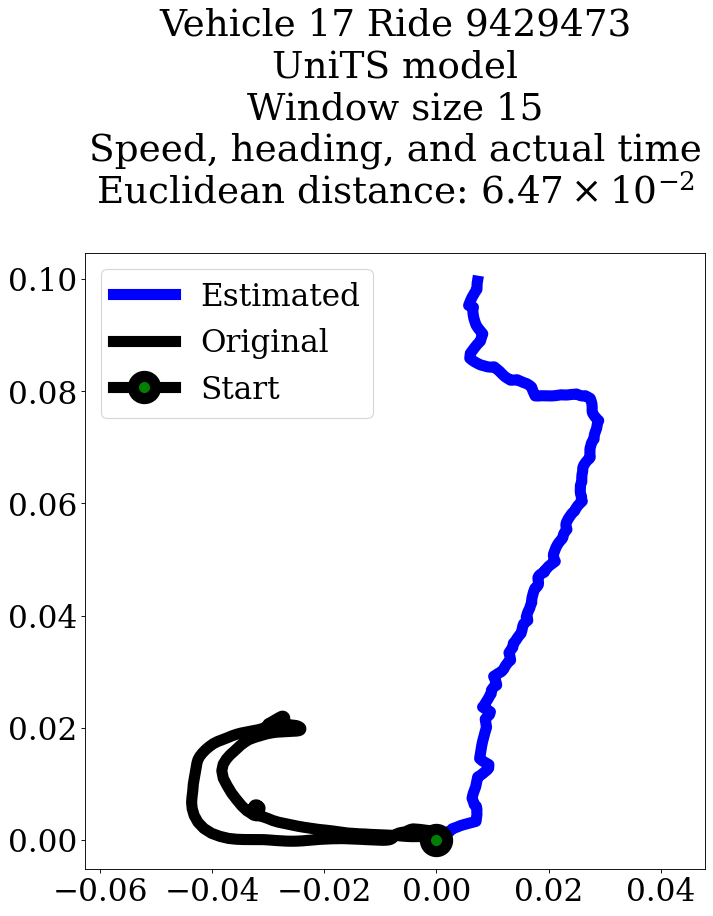 Vehicle 17 Ride 9429473
UniTS model
Window size 15
Speed, heading, and actual time
Euclidean distance: 6.47 × 10⁻²
Estimated
Original
Start
0.10
0.08
0.06
0.04
0.02
0.00
−0.06 −0.04 −0.02 0.00 0.02 0.04